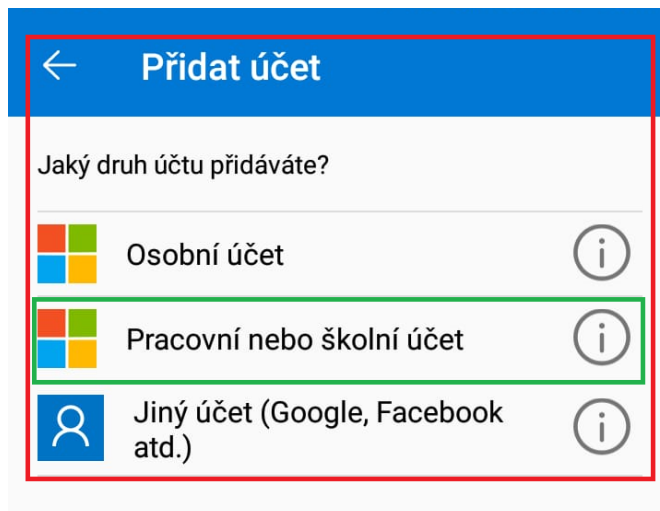 Přidat účet
Jaký druh účtu přidáváte?
Osobní účet
Pracovní nebo školní účet
Jiný účet (Google, Facebook
atd.)